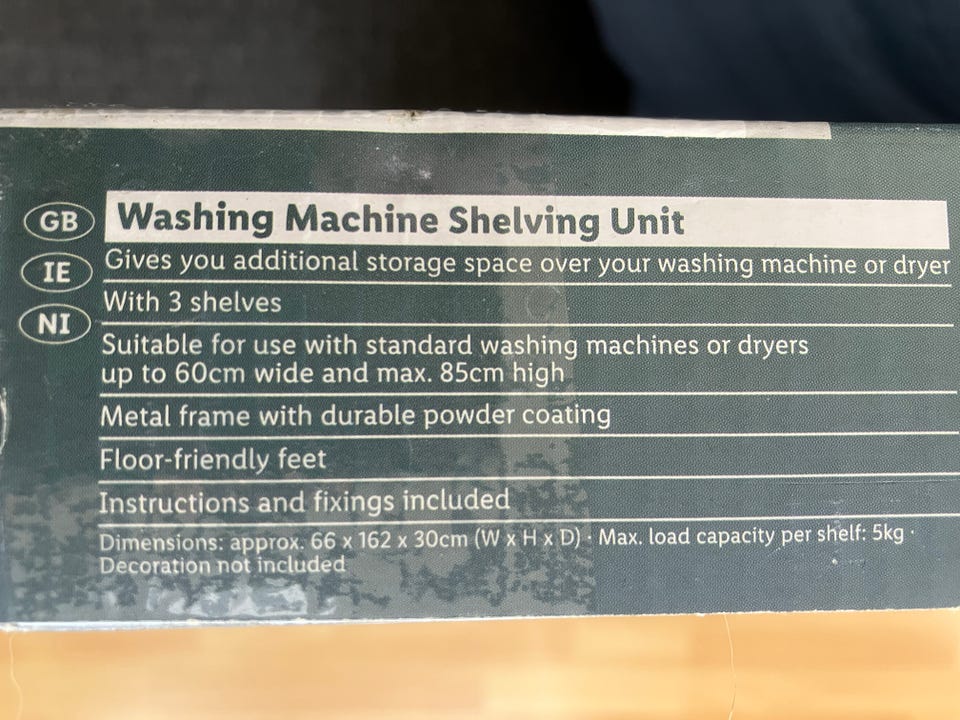 GB Washing Machine Shelving Unit
IE Gives you additional storage space over your washing machine or dryer
With 3 shelves
NI
Suitable for use with standard washing machines or dryers
up to 60cm wide and max. 85cm high
Metal frame with durable powder coating
Floor-friendly feet
Instructions and fixings included
Dimensions: approx. 66 x 162 x 30cm (W x H x D) · Max. load capacity per shelf: 5kg ·
Decoration not included